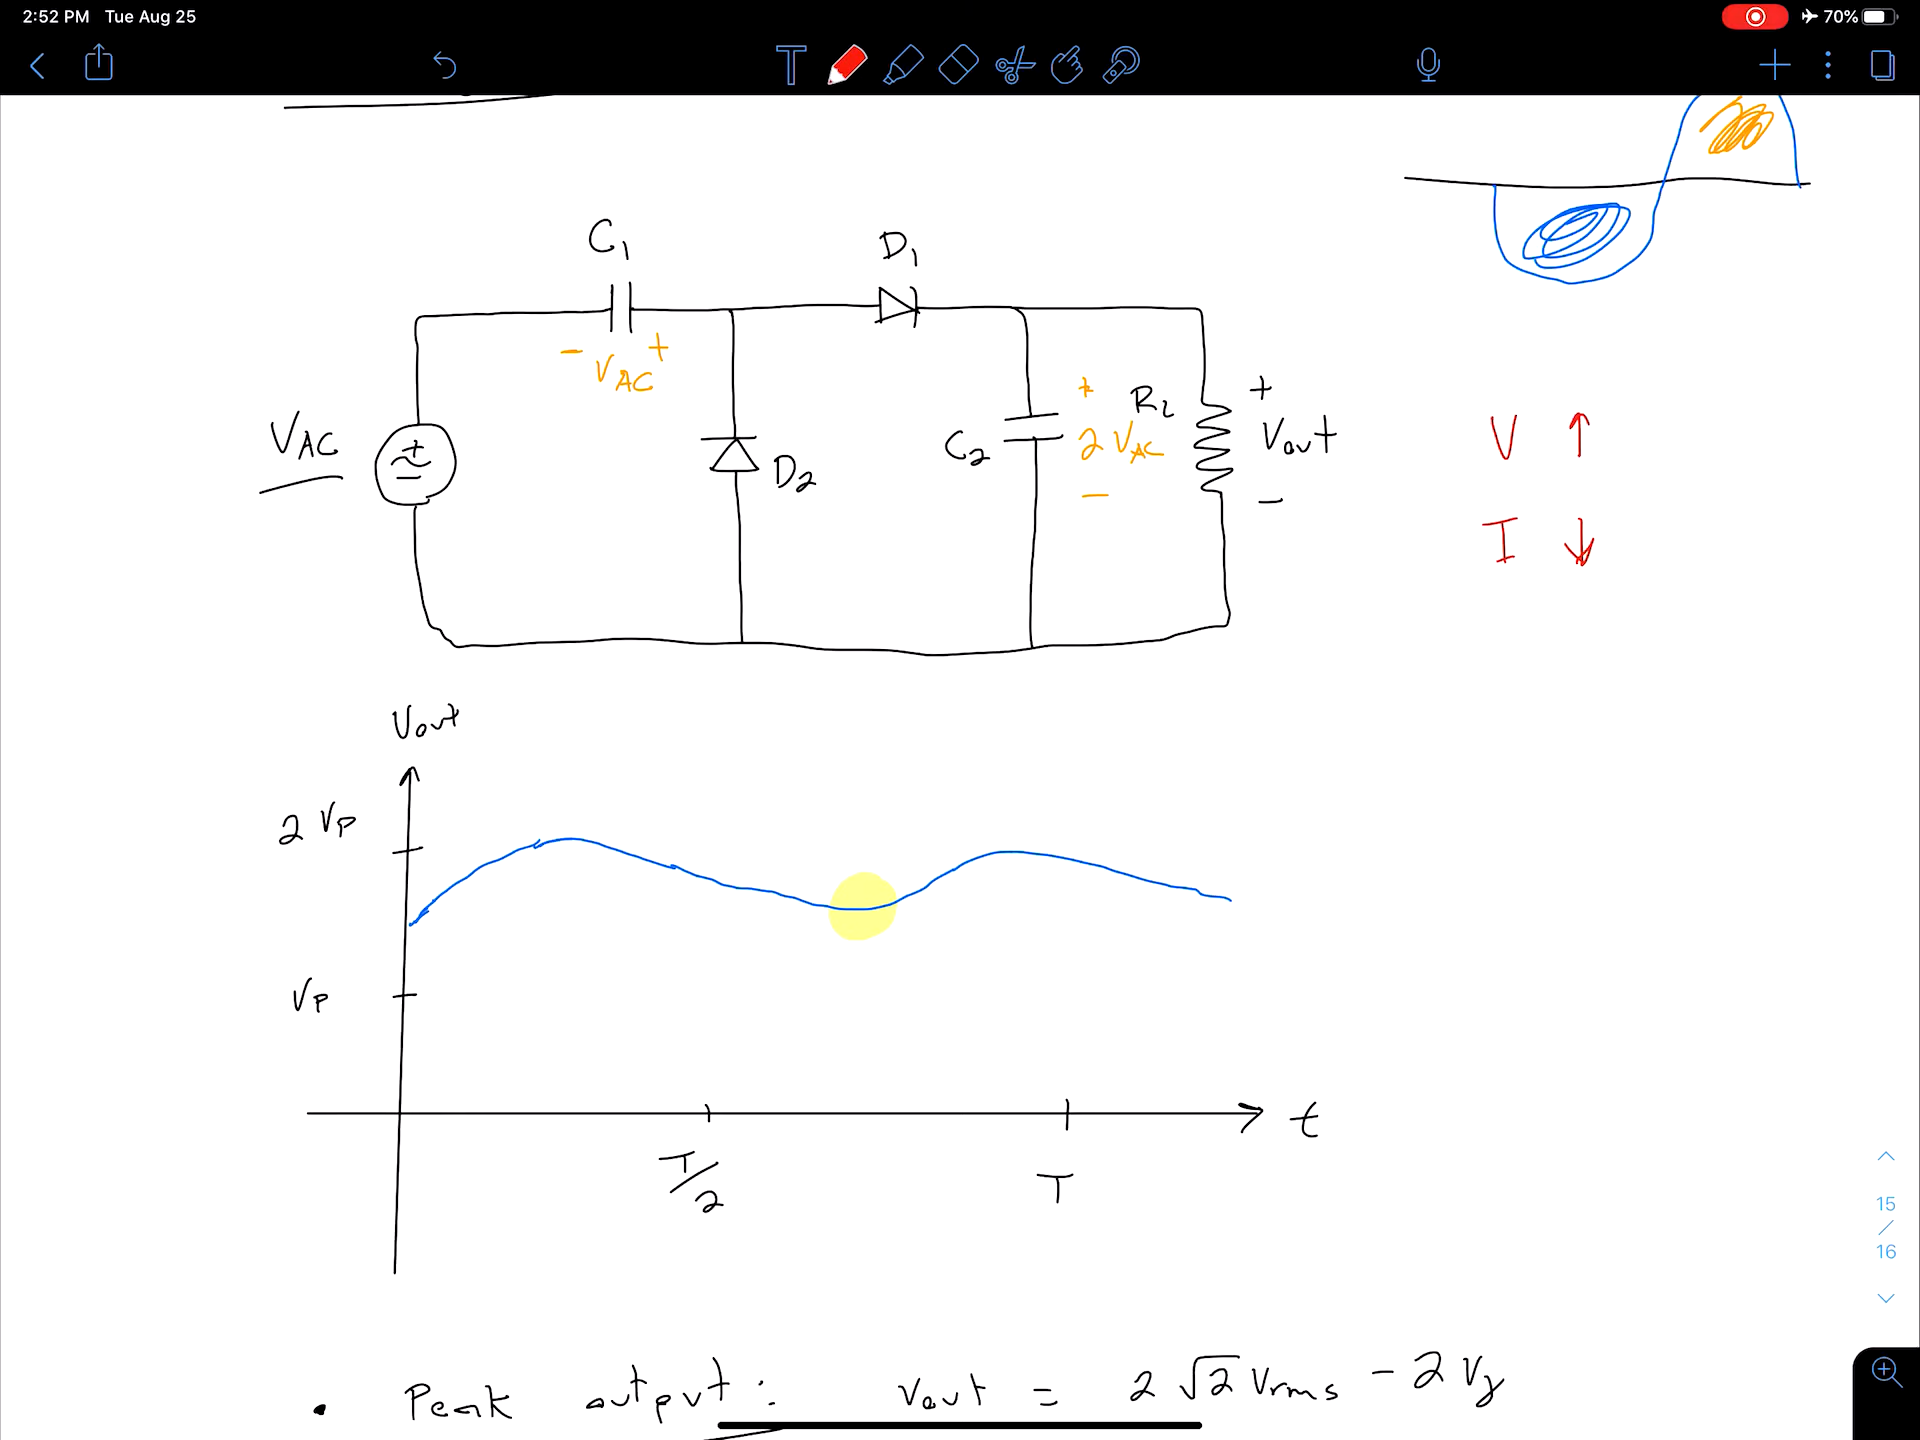 2:52 PM Tue Aug 25
70%
C1
D1
- VAC +
VAC
+
-
D2
C2
+
2 VAC
-
R2
+
Vout
-
V ↑
I ↓
Vout
2 Vp
Vp
t
T/2
T
15
/
16
• Peak output: Vout = 2 √2 Vrms - 2 Vγ